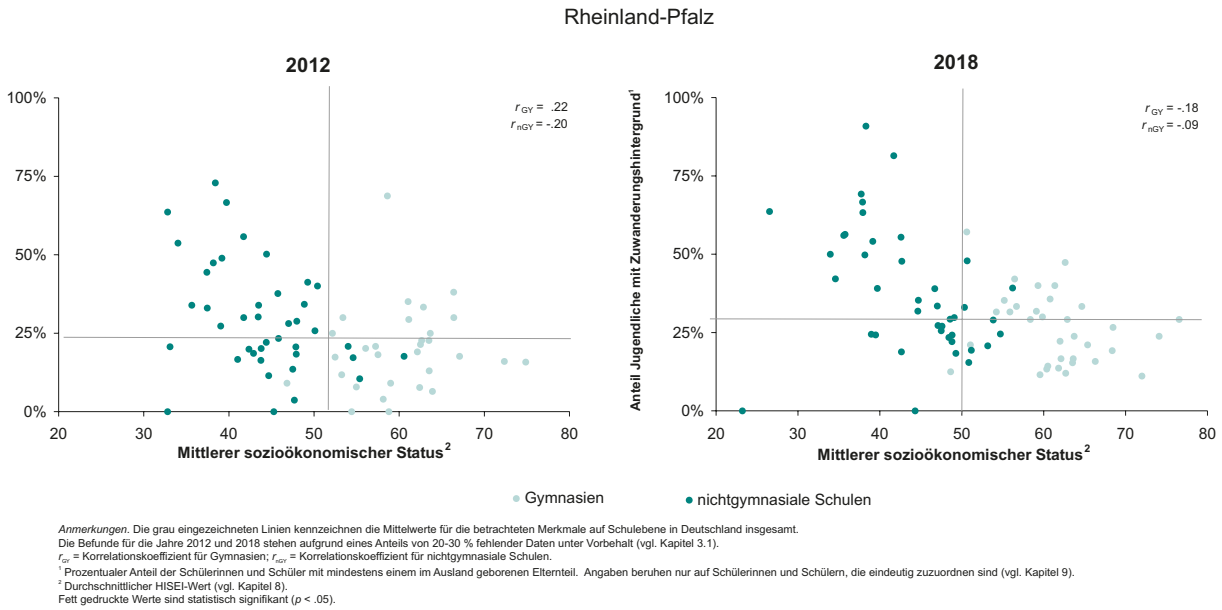 Rheinland-Pfalz
2012
100%
75%
50%
25%
0%
20 30 40 50 60 70 80
r GY = .22
r nGY = -.20
Mittlerer sozioökonomischer Status²
2018
Anteil Jugendliche mit Zuwanderungshintergrund¹
100%
75%
50%
25%
0%
20 30 40 50 60 70 80
r GY = -.18
r nGY = -.09
Mittlerer sozioökonomischer Status²
Gymnasien nichtgymnasiale Schulen
Anmerkungen. Die grau eingezeichneten Linien kennzeichnen die Mittelwerte für die betrachteten Merkmale auf Schulebene in Deutschland insgesamt.
Die Befunde für die Jahre 2012 und 2018 stehen aufgrund eines Anteils von 20-30 % fehlender Daten unter Vorbehalt (vgl. Kapitel 3.1).
r GY = Korrelationskoeffizient für Gymnasien; r nGY = Korrelationskoeffizient für nichtgymnasiale Schulen.
¹ Prozentualer Anteil der Schülerinnen und Schüler mit mindestens einem im Ausland geborenen Elternteil. Angaben beruhen nur auf Schülerinnen und Schülern, die eindeutig zuzuordnen sind (vgl. Kapitel 9).
² Durchschnittlicher HISEI-Wert (vgl. Kapitel 8).
Fett gedruckte Werte sind statistisch signifikant (p < .05).